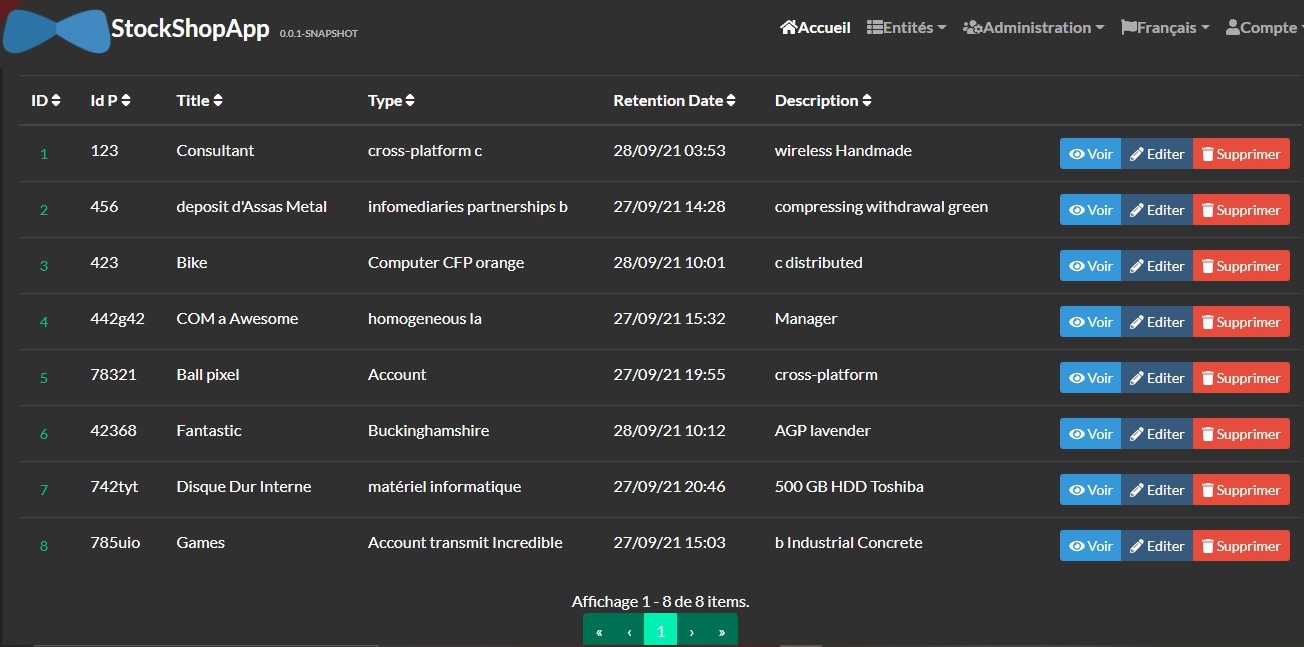 StockShopApp 0.0.1-SNAPSHOT Accueil Entités Administration Français Compte
ID Id P Title Type Retention Date Description
1 123 Consultant cross-platform c 28/09/21 03:53 wireless Handmade Voir Editer Supprimer
2 456 deposit d'Assas Metal infomediaries partnerships b 27/09/21 14:28 compressing withdrawal green Voir Editer Supprimer
3 423 Bike Computer CFP orange 28/09/21 10:01 c distributed Voir Editer Supprimer
4 442g42 COM a Awesome homogeneous la 27/09/21 15:32 Manager Voir Editer Supprimer
5 78321 Ball pixel Account 27/09/21 19:55 cross-platform Voir Editer Supprimer
6 42368 Fantastic Buckinghamshire 28/09/21 10:12 AGP lavender Voir Editer Supprimer
7 742tyt Disque Dur Interne matériel informatique 27/09/21 20:46 500 GB HDD Toshiba Voir Editer Supprimer
8 785uio Games Account transmit Incredible 27/09/21 15:03 b Industrial Concrete Voir Editer Supprimer
Affichage 1 - 8 de 8 items.
« ‹ 1 › »